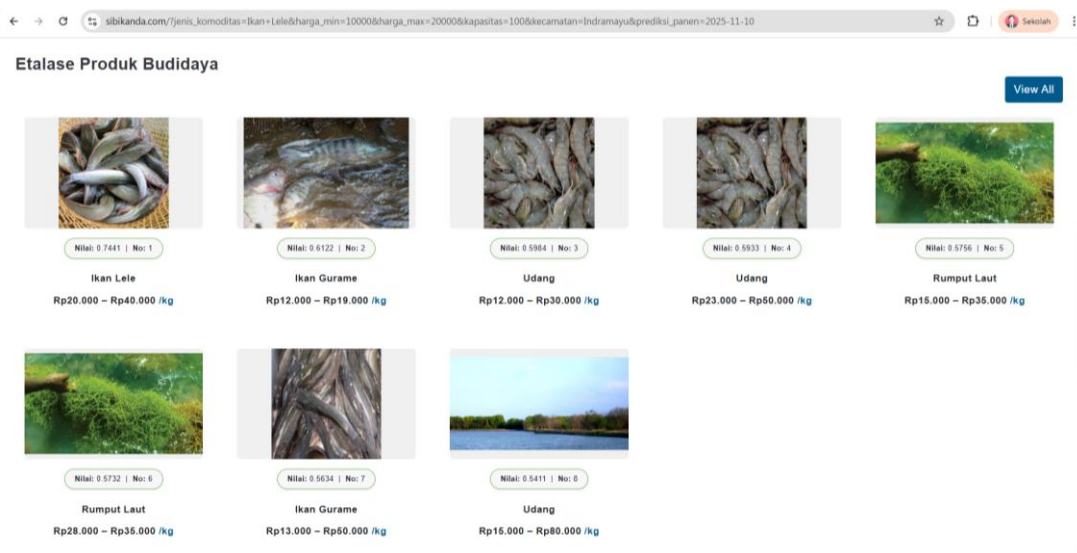 sibikanda.com/?jenis_komoditas=Ikan+Lele&harga_min=10000&harga_max=20000&kapasitas=100&kecamatan=Indramayu&prediksi_panen=2025-11-10
Sekolah
Etalase Produk Budidaya
View All
Nilai: 0.7441 | No: 1
Nilai: 0.6122 | No: 2
Nilai: 0.5984 | No: 3
Nilai: 0.5933 | No: 4
Nilai: 0.5756 | No: 5
Ikan Lele
Ikan Gurame
Udang
Udang
Rumput Laut
Rp20.000 – Rp40.000 /kg
Rp12.000 – Rp19.000 /kg
Rp12.000 – Rp30.000 /kg
Rp23.000 – Rp50.000 /kg
Rp15.000 – Rp35.000 /kg
Nilai: 0.5732 | No: 6
Nilai: 0.5634 | No: 7
Nilai: 0.5411 | No: 8
Rumput Laut
Ikan Gurame
Udang
Rp28.000 – Rp35.000 /kg
Rp13.000 – Rp50.000 /kg
Rp15.000 – Rp80.000 /kg